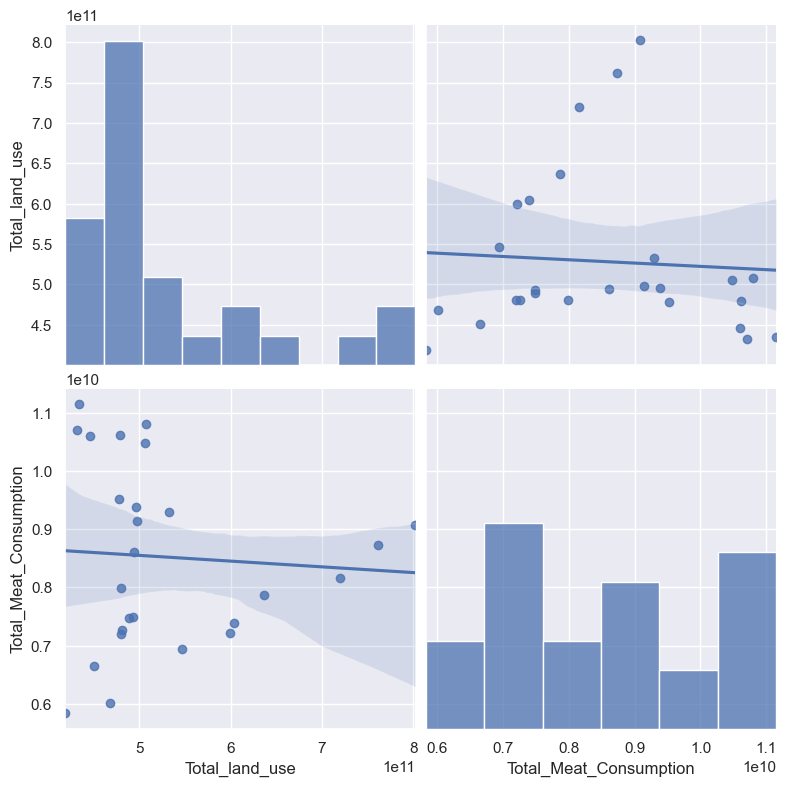 1e11
8.0
7.5
7.0
6.5
6.0
5.5
5.0
4.5
Total_land_use
1e10
1.1
1.0
0.9
0.8
0.7
0.6
Total_Meat_Consumption
5 6 7 8
1e11
Total_land_use
0.6 0.7 0.8 0.9 1.0 1.1
1e10
Total_Meat_Consumption